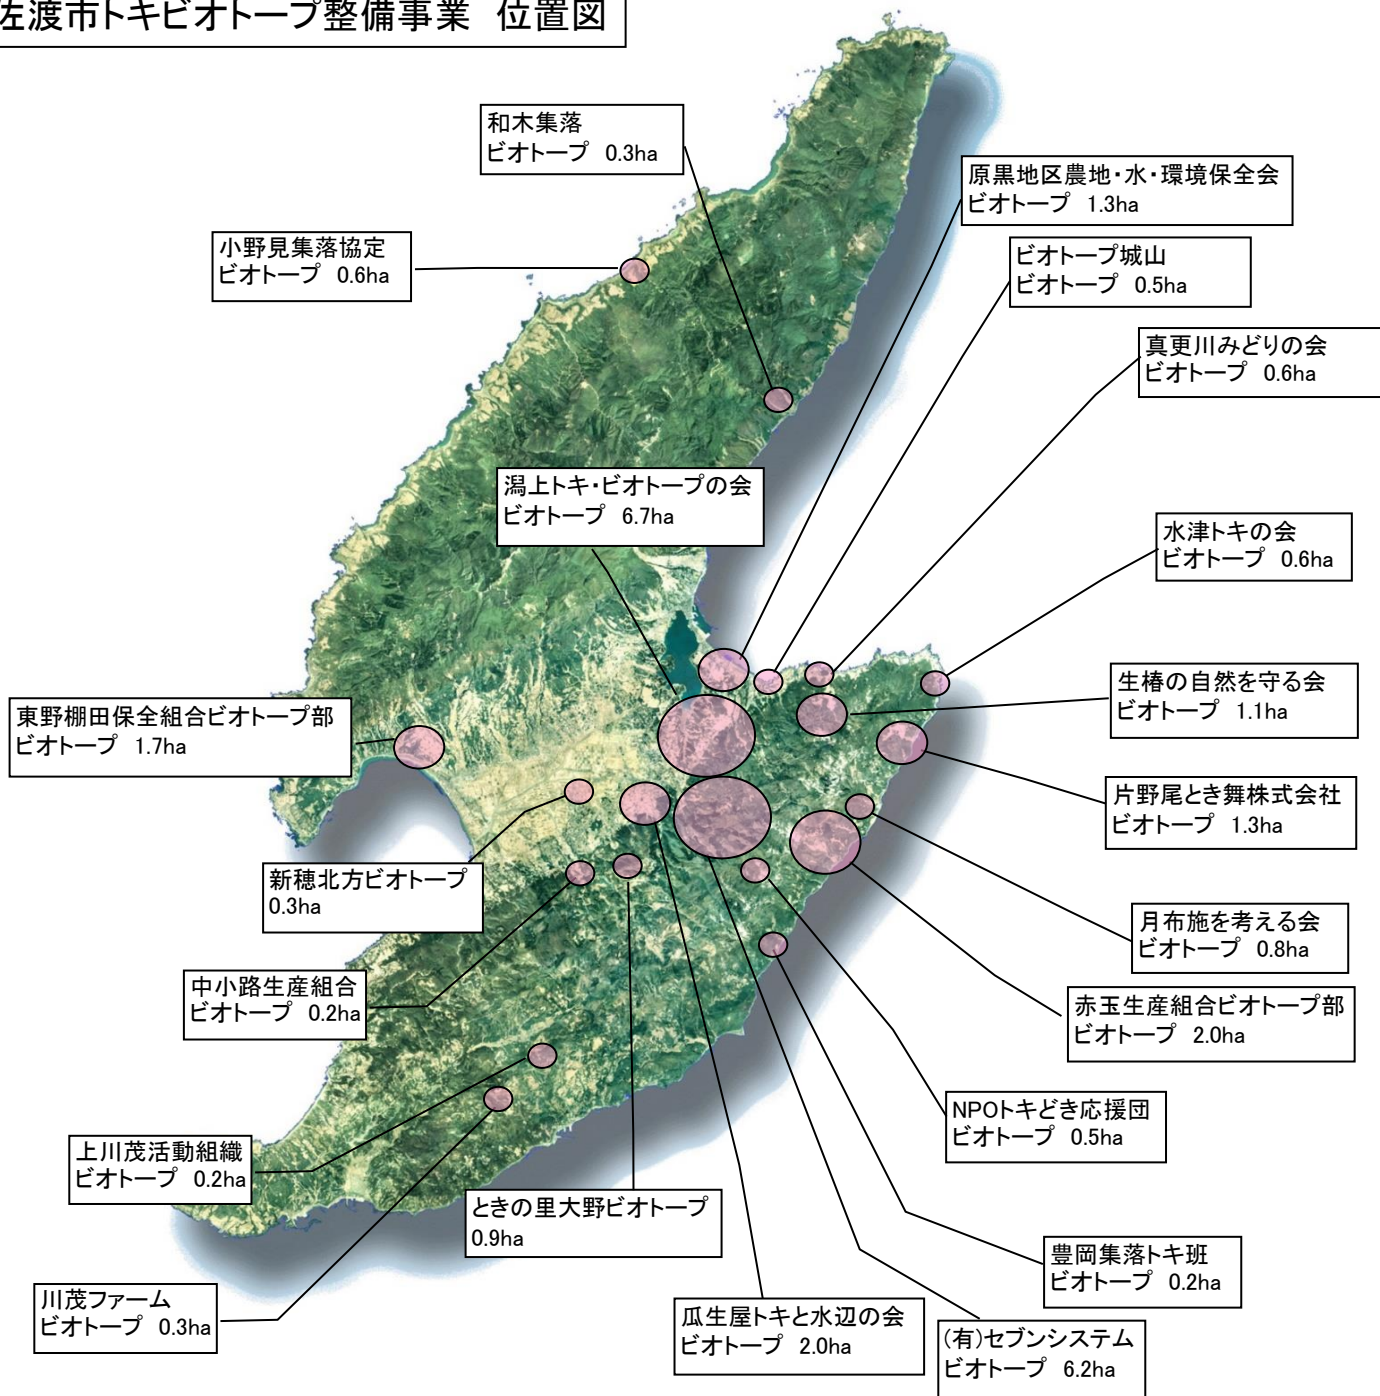 佐渡市トキビオトープ整備事業 位置図
和木集落
ビオトープ 0.3ha
原黒地区農地・水・環境保全会
ビオトープ 1.3ha
小野見集落協定
ビオトープ 0.6ha
ビオトープ城山
ビオトープ 0.5ha
真更川みどりの会
ビオトープ 0.6ha
潟上トキ・ビオトープの会
ビオトープ 6.7ha
水津トキの会
ビオトープ 0.6ha
生椿の自然を守る会
ビオトープ 1.1ha
東野棚田保全組合ビオトープ部
ビオトープ 1.7ha
片野尾とき舞株式会社
ビオトープ 1.3ha
新穂北方ビオトープ
0.3ha
月布施を考える会
ビオトープ 0.8ha
中小路生産組合
ビオトープ 0.2ha
赤玉生産組合ビオトープ部
ビオトープ 2.0ha
NPOトキどき応援団
ビオトープ 0.5ha
上川茂活動組織
ビオトープ 0.2ha
ときの里大野ビオトープ
0.9ha
豊岡集落トキ班
ビオトープ 0.2ha
川茂ファーム
ビオトープ 0.3ha
瓜生屋トキと水辺の会
ビオトープ 2.0ha
(有)セブンシステム
ビオトープ 6.2ha